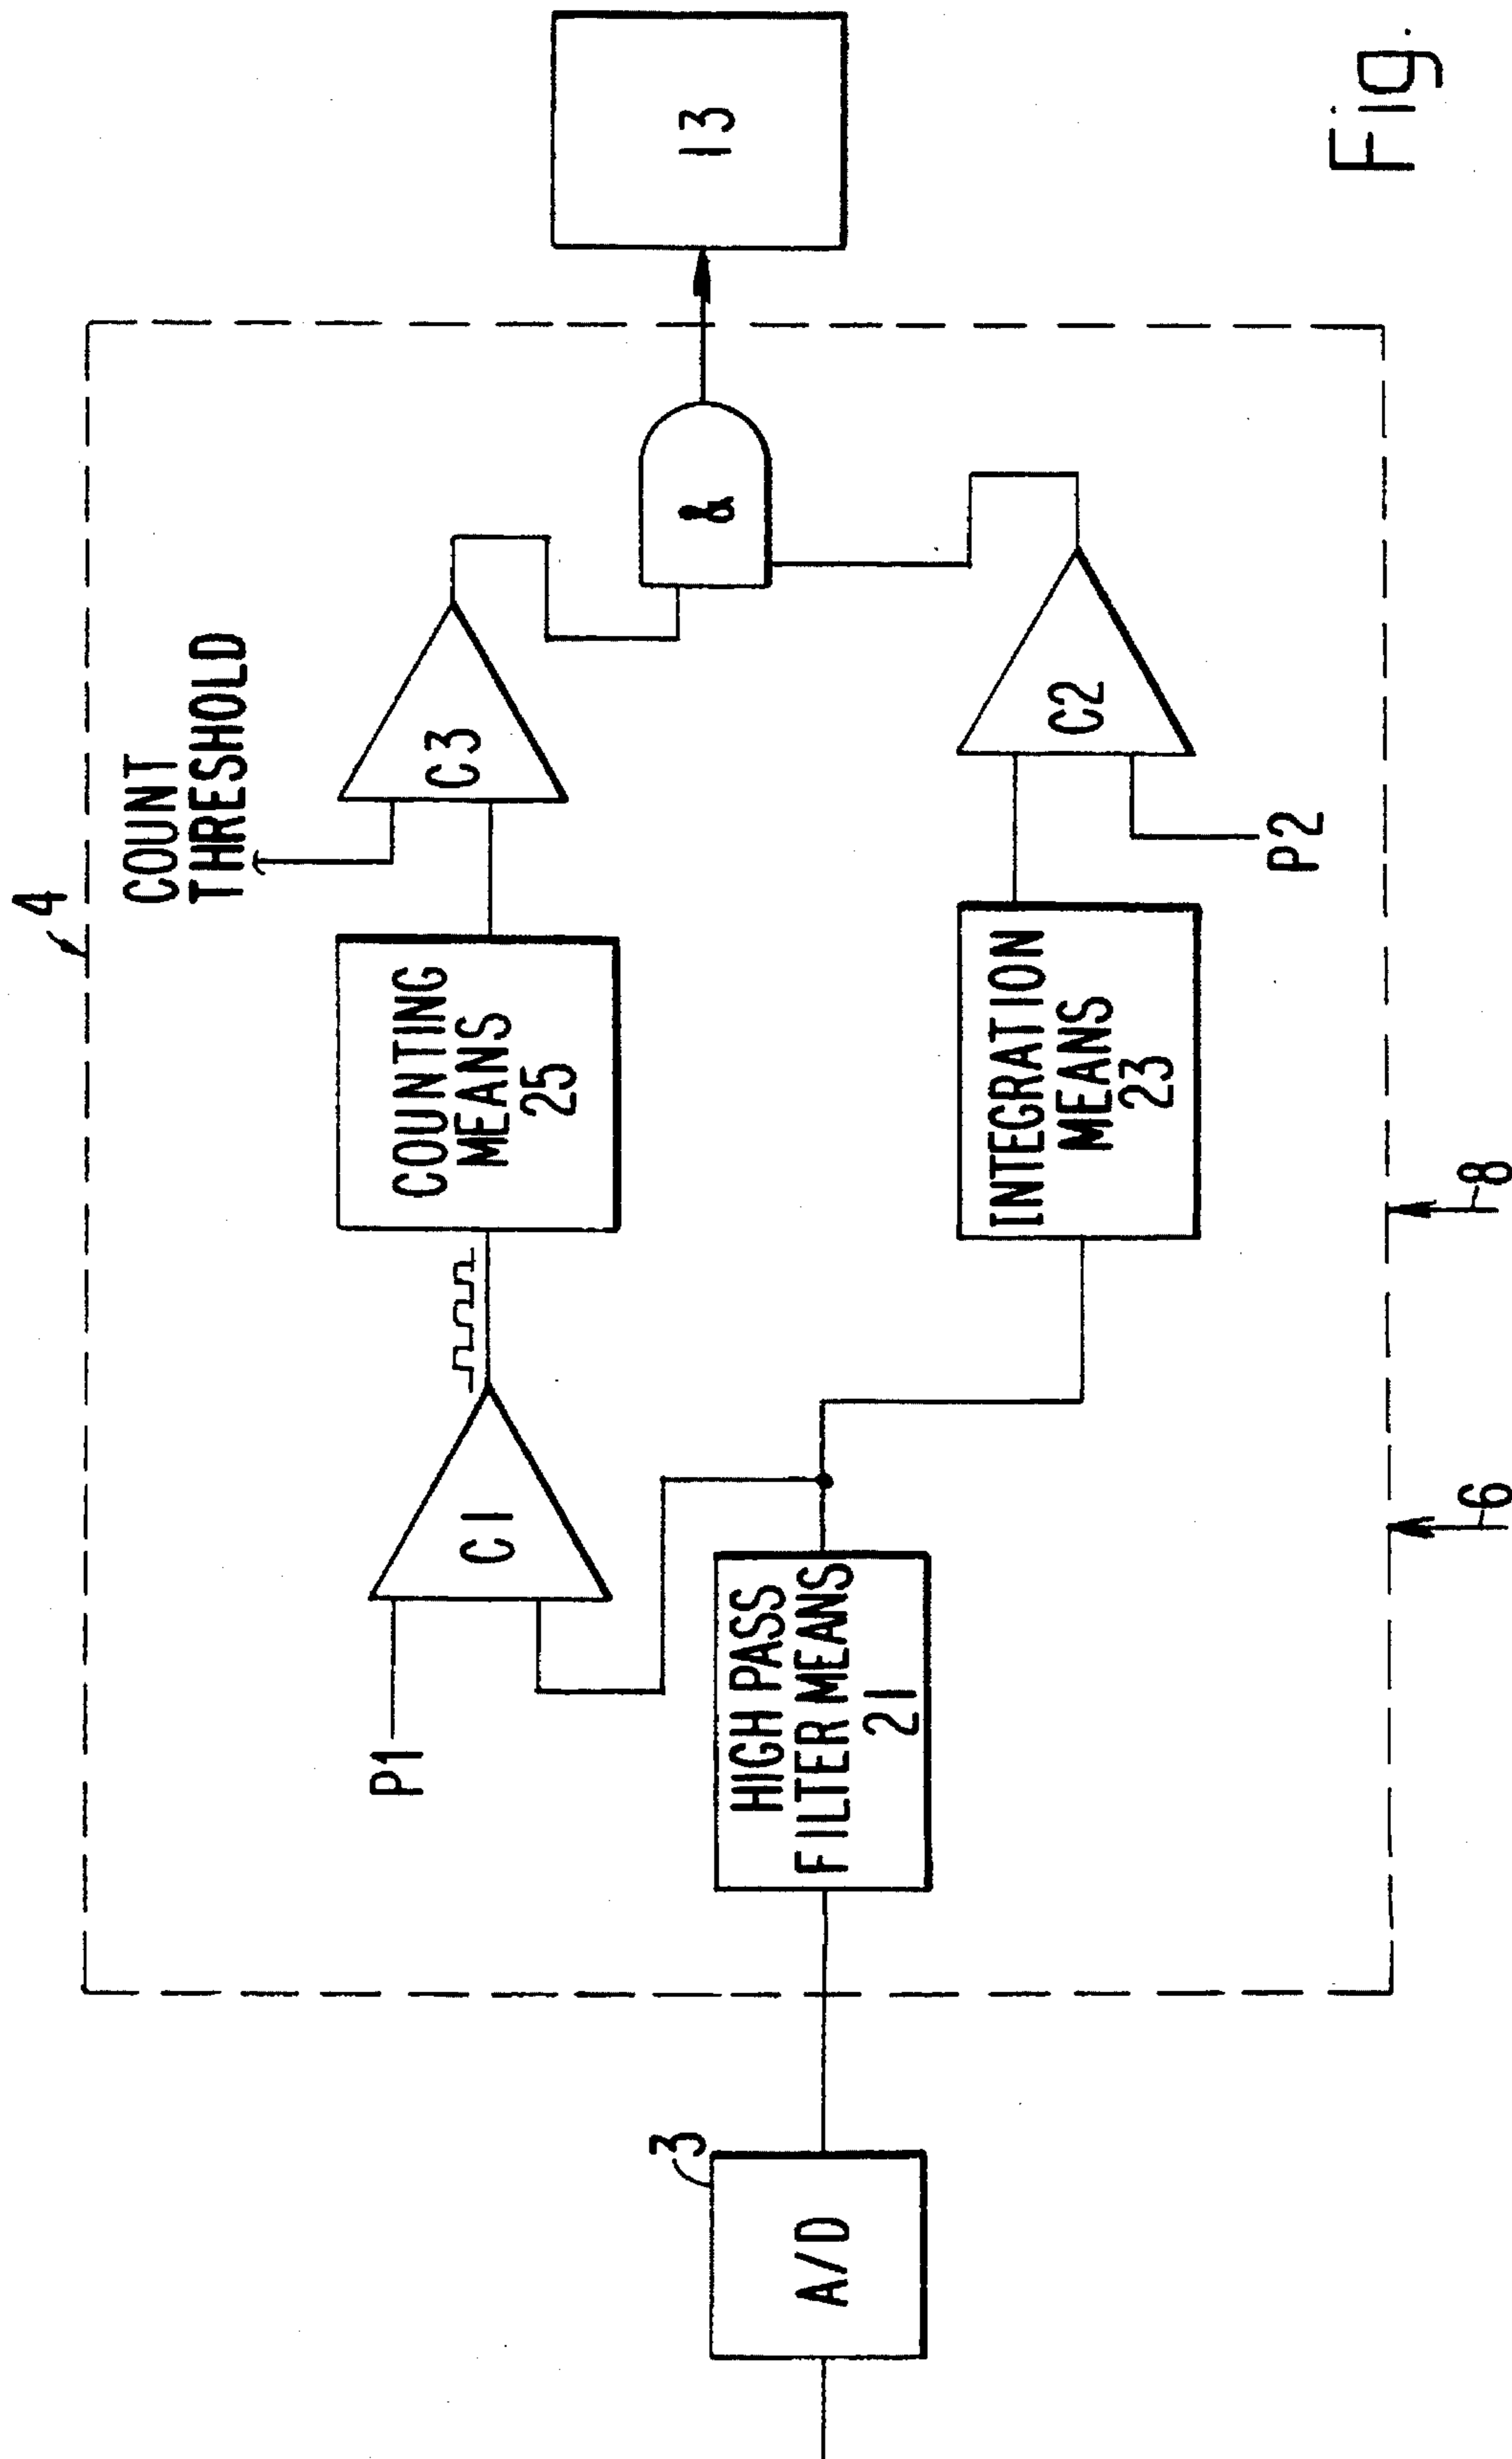 4
COUNT
THRESHOLD
P1
C1
COUNTING
MEANS
25
C3
&
13
3
A/D
HIGH PASS
FILTER MEANS
21
INTEGRATION
MEANS
23
C2
P2
6
8
Fig.